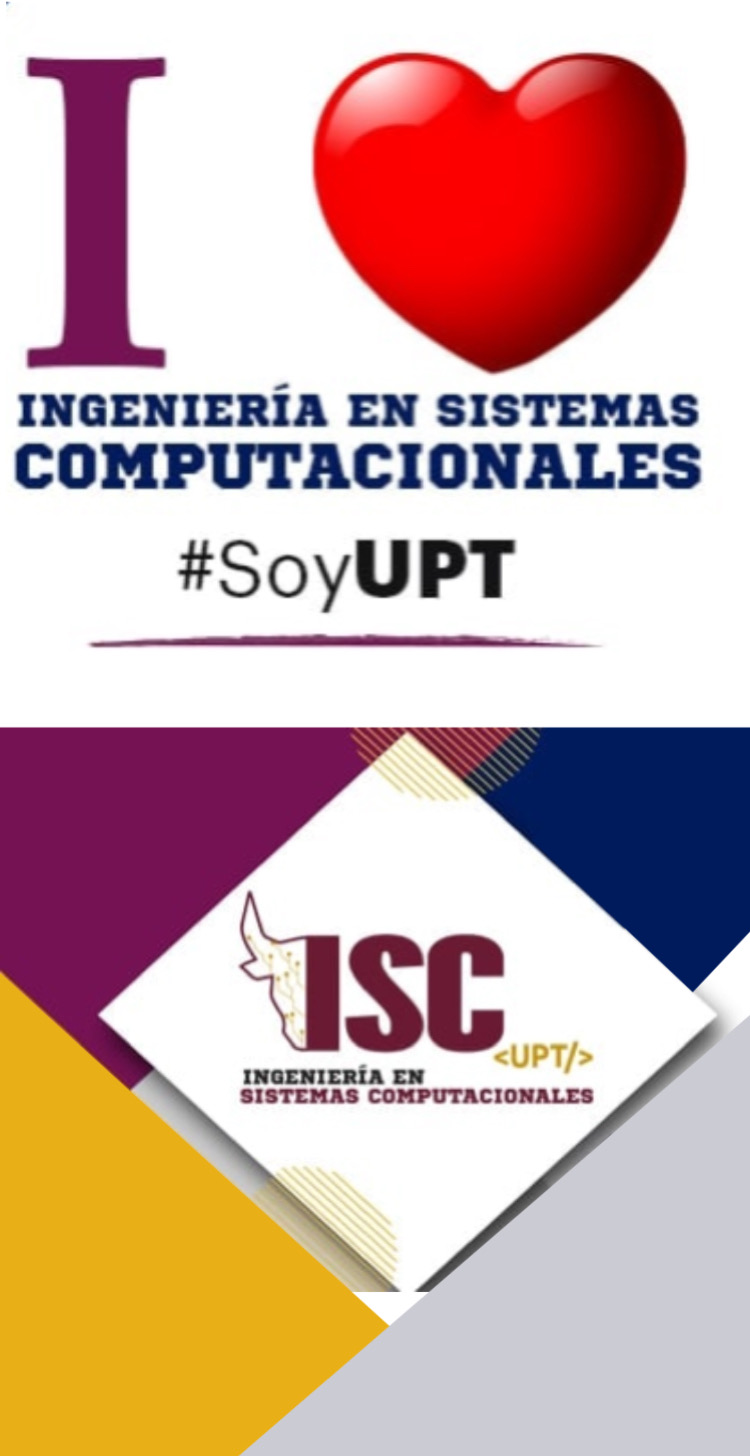 I
INGENIERÍA EN SISTEMAS
COMPUTACIONALES
#SoyUPT
ISC
<UPT/>
INGENIERÍA EN
SISTEMAS COMPUTACIONALES